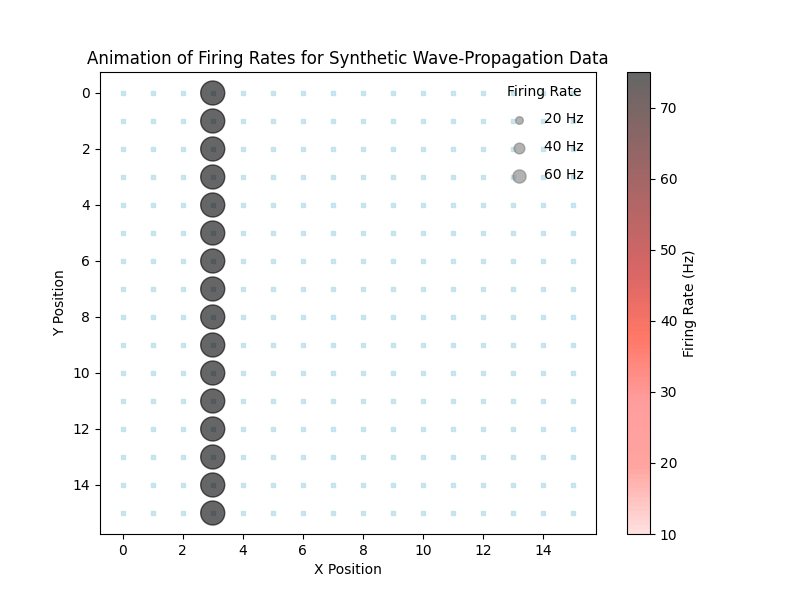 Animation of Firing Rates for Synthetic Wave-Propagation Data
Firing Rate
20 Hz
40 Hz
60 Hz
0
2
4
6
8
10
12
14
Y Position
0 2 4 6 8 10 12 14
X Position
70
60
50
40
30
20
10
Firing Rate (Hz)